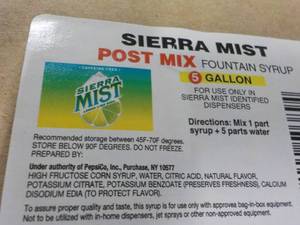 SIERRA MIST
POST MIX FOUNTAIN SYRUP
5 GALLON
CAFFEINE FREE
SIERRA
MIST
FOR USE ONLY IN
SIERRA MIST IDENTIFIED
DISPENSERS
Directions: Mix 1 part
syrup + 5 parts water
Recommended storage between 45F-70F degrees.
STORE BELOW 90F DEGREES. DO NOT FREEZE.
PREPARED BY:
Under authority of PepsiCo, Inc., Purchase, NY 10577
HIGH FRUCTOSE CORN SYRUP, WATER, CITRIC ACID, NATURAL FLAVOR,
POTASSIUM CITRATE, POTASSIUM BENZOATE (PRESERVES FRESHNESS), CALCIUM
DISODIUM EDTA (TO PROTECT FLAVOR).
To assure proper quality and taste, this syrup is for use only with approved bag-in-box equipment.
Not to be utilized with in-home dispensers, jet sprays or other non-approved equipment.